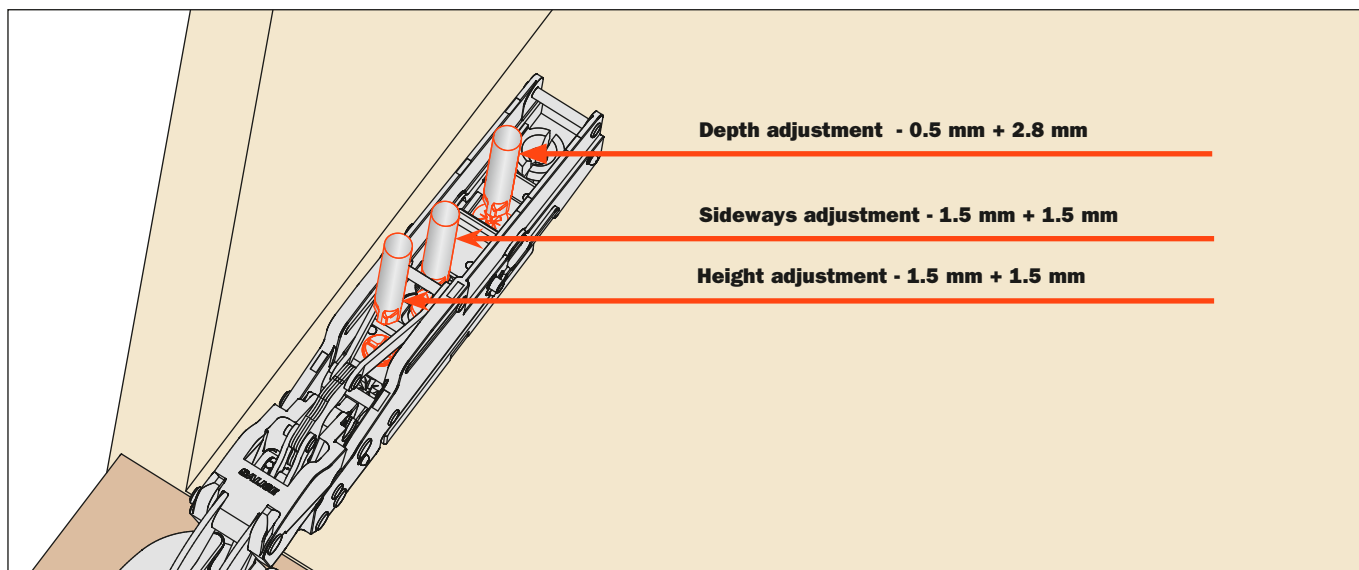 Depth adjustment - 0.5 mm + 2.8 mm
Sideways adjustment - 1.5 mm + 1.5 mm
Height adjustment - 1.5 mm + 1.5 mm
SALICE